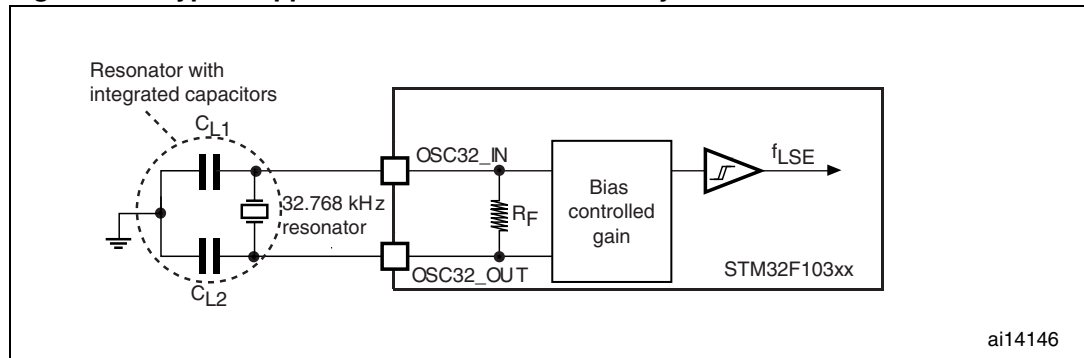 Resonator with
integrated capacitors
CL1
OSC32_IN
fLSE
32.768 kHz
resonator
RF
Bias
controlled
gain
OSC32_OUT
STM32F103xx
CL2
ai14146